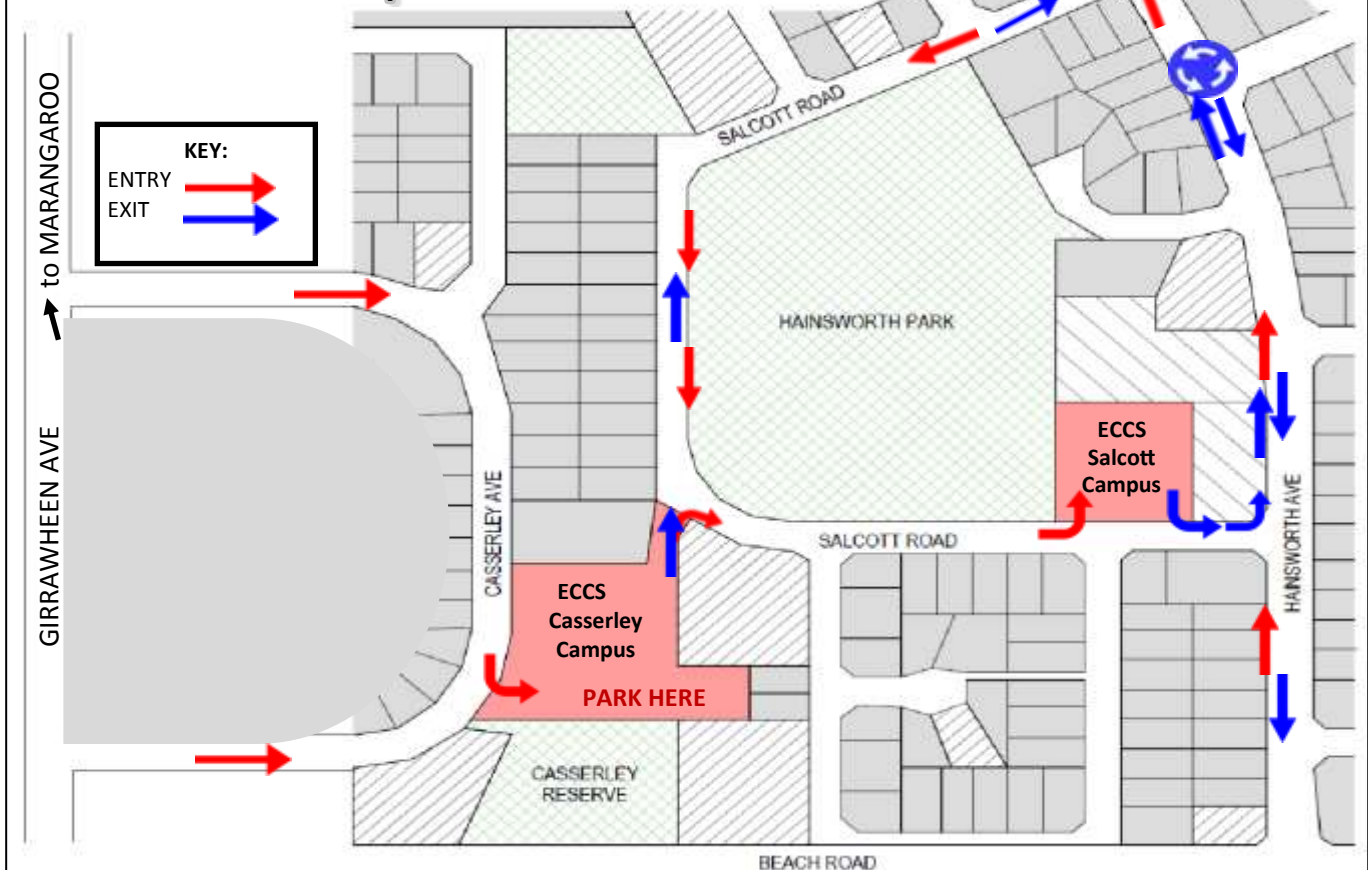 SALCOTT ROAD
to MARANGAROO
KEY:
ENTRY
EXIT
HAINSWORTH PARK
ECCS
Salcott
Campus
GIRRAWHEEN AVE
CASSERLEY AVE
SALCOTT ROAD
HAINSWORTH AVE
ECCS
Casserley
Campus
PARK HERE
CASSERLEY
RESERVE
BEACH ROAD